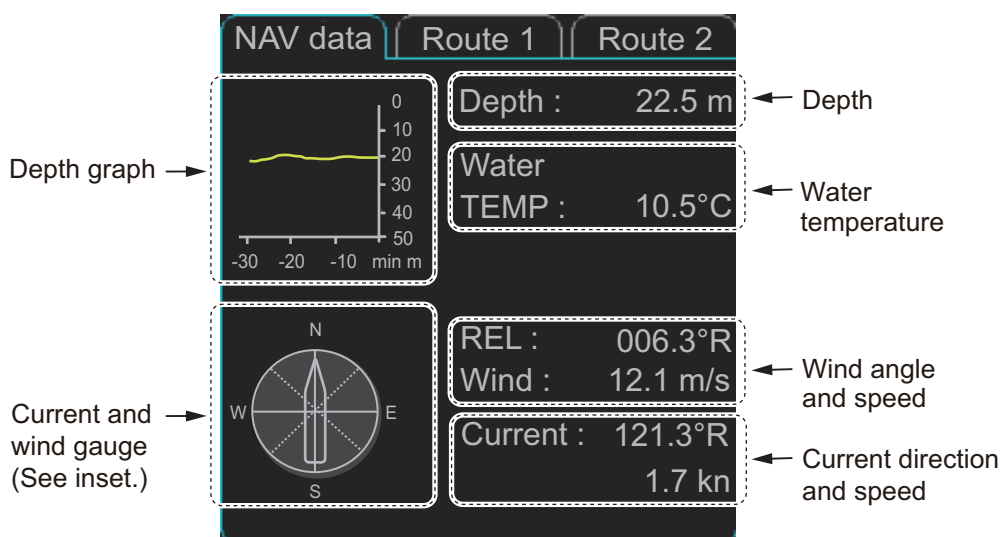 NAV data
Route 1
Route 2
Depth graph
0
10
20
30
40
50
-30 -20 -10 min m
Depth : 22.5 m
Depth
Water
TEMP : 10.5°C
Water
temperature
Current and
wind gauge
(See inset.)
N
W
E
S
REL : 006.3°R
Wind : 12.1 m/s
Wind angle
and speed
Current : 121.3°R
1.7 kn
Current direction
and speed